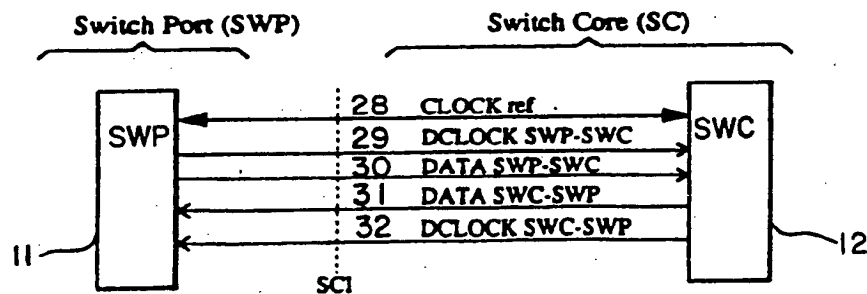 Switch Port (SWP)
Switch Core (SC)
28 CLOCK ref
SWP
SWC
29 DCLOCK SWP-SWC
30 DATA SWP-SWC
31 DATA SWC-SWP
32 DCLOCK SWC-SWP
11
12
SCI